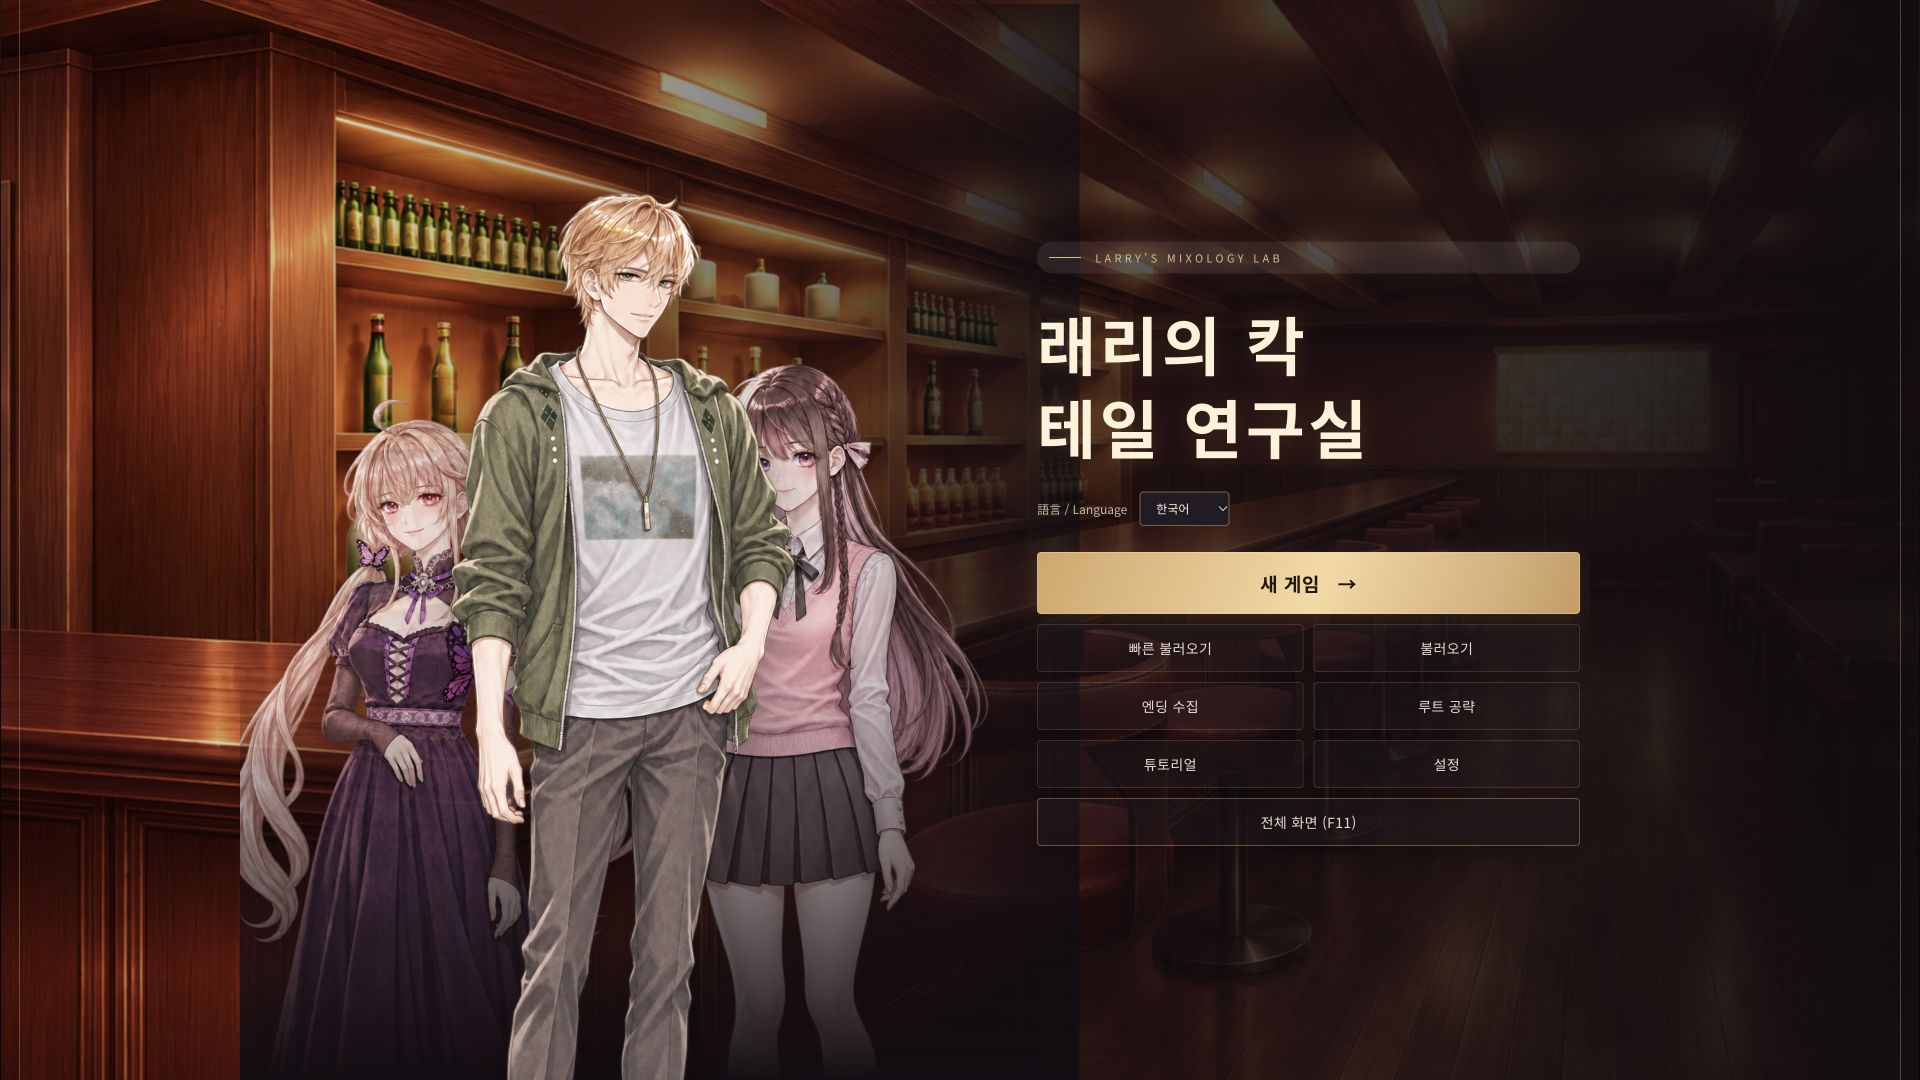 LARRY'S MIXOLOGY LAB
래리의 칵
테일 연구실
語言 / Language 한국어
새 게임 →
빠른 불러오기 불러오기
엔딩 수집 루트 공략
튜토리얼 설정
전체 화면 (F11)